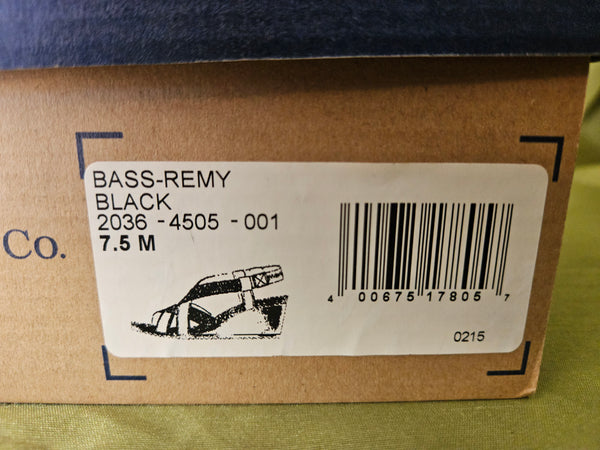 Co.
BASS-REMY
BLACK
2036 - 4505 - 001
7.5 M
4 00675 17805 7
0215